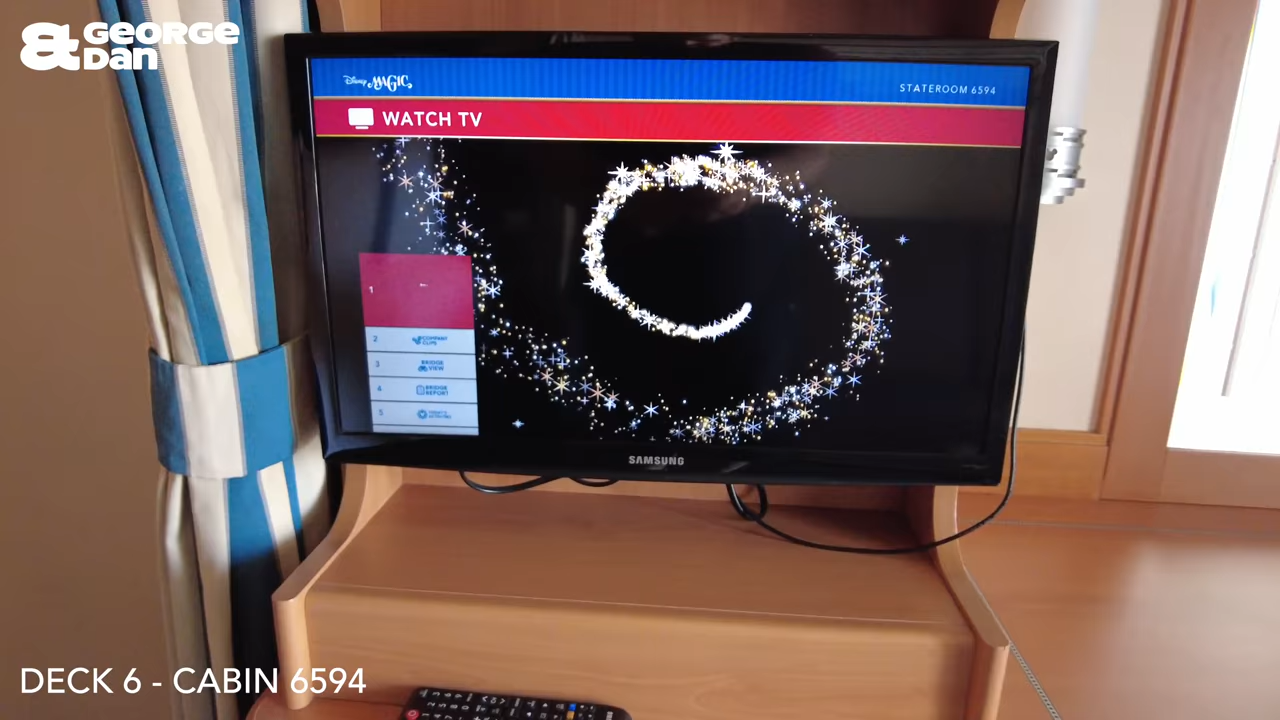 & GEORGE
Dan
Disney MAGIC
STATEROOM 6594
WATCH TV
1
2 COMPANY CLIPS
3 BRIDGE VIEW
4 BRIDGE REPORT
5
SAMSUNG
DECK 6 - CABIN 6594